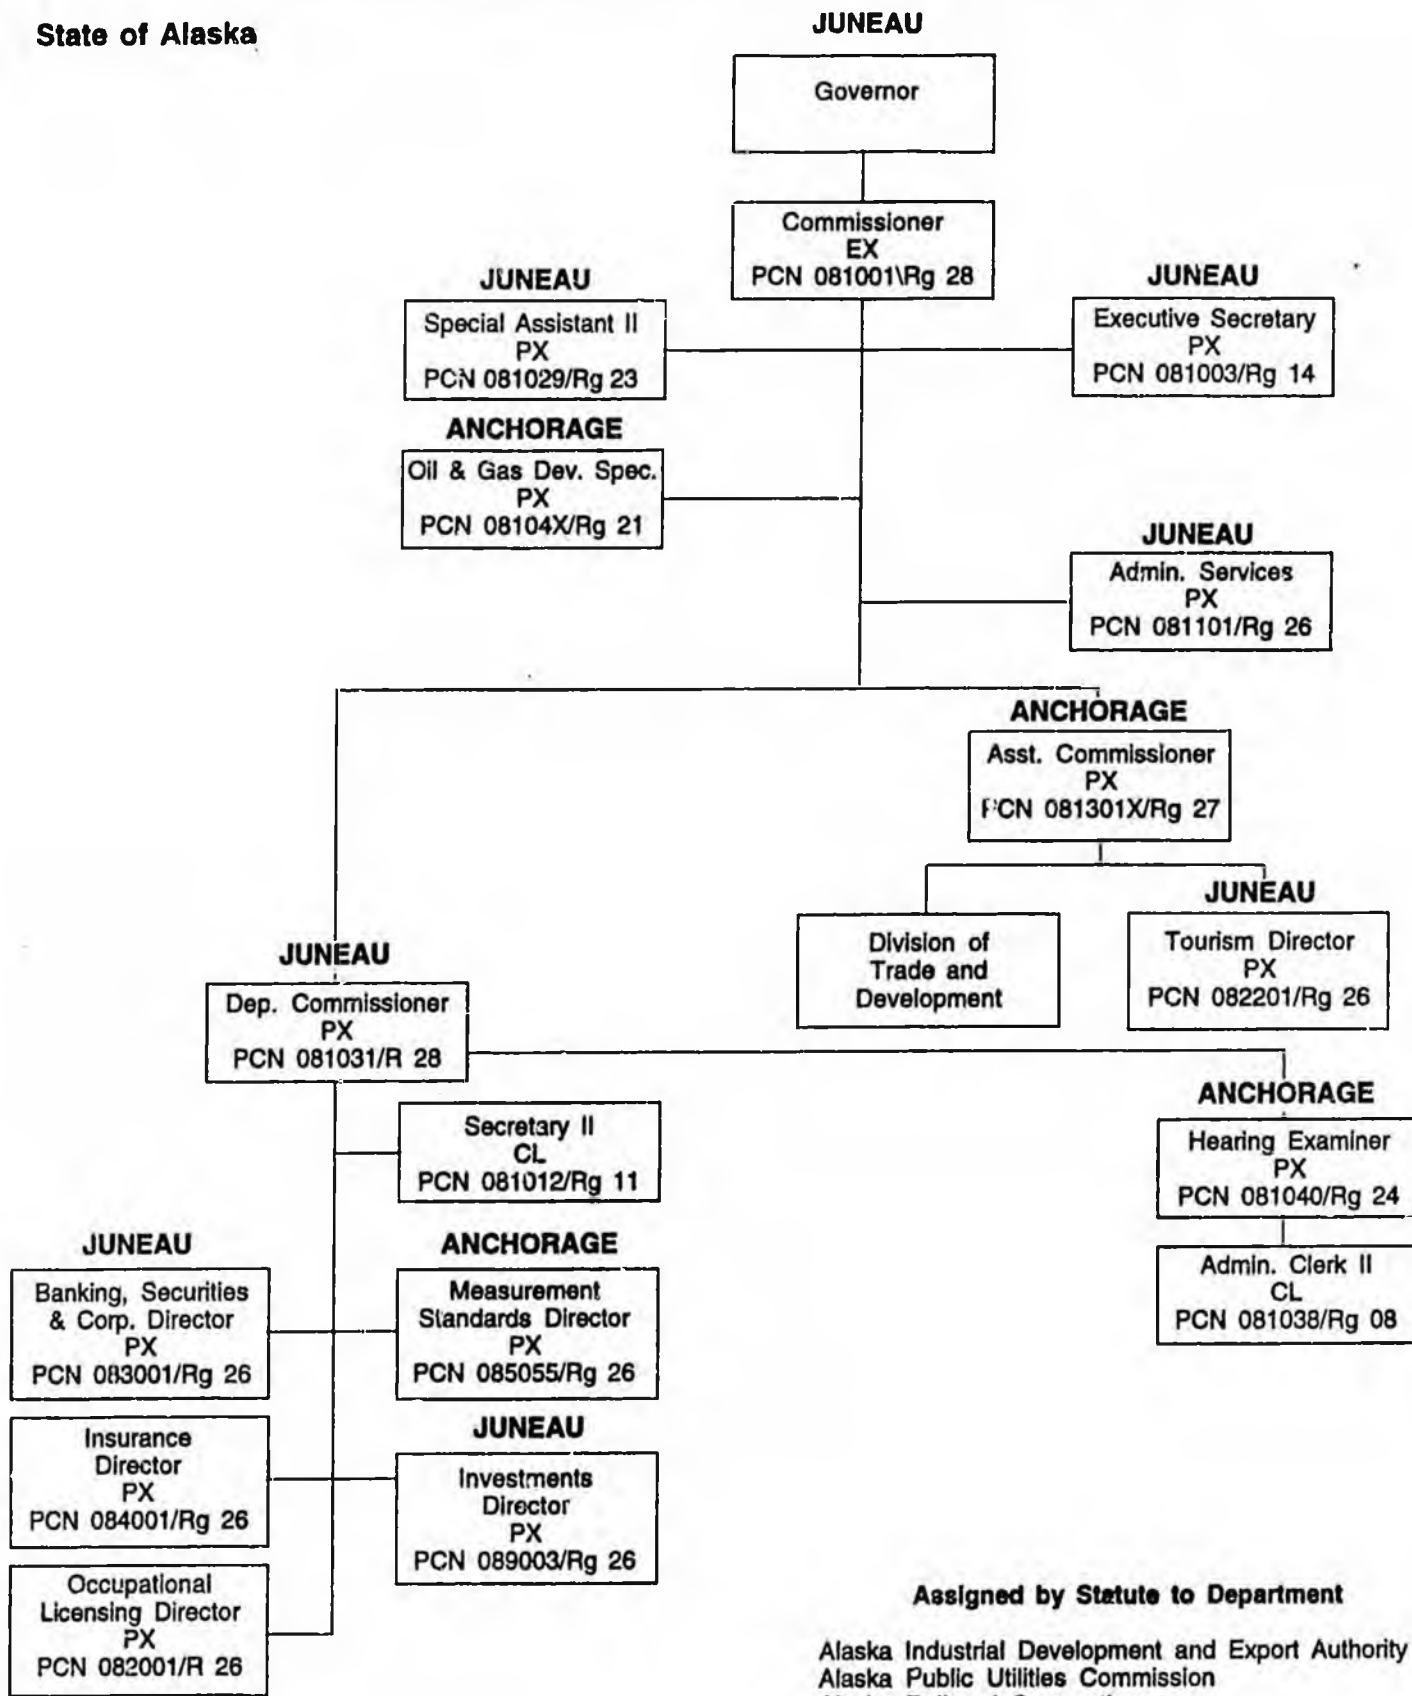 State of Alaska
JUNEAU
Governor
Commissioner
EX
PCN 081001\Rg 28
JUNEAU
Special Assistant II
PX
PCN 081029/Rg 23
JUNEAU
Executive Secretary
PX
PCN 081003/Rg 14
ANCHORAGE
Oil & Gas Dev. Spec.
PX
PCN 08104X/Rg 21
JUNEAU
Admin. Services
PX
PCN 081101/Rg 26
ANCHORAGE
Asst. Commissioner
PX
PCN 081301X/Rg 27
Division of
Trade and
Development
JUNEAU
Tourism Director
PX
PCN 082201/Rg 26
JUNEAU
Dep. Commissioner
PX
PCN 081031/R 28
ANCHORAGE
Hearing Examiner
PX
PCN 081040/Rg 24
Secretary II
CL
PCN 081012/Rg 11
Admin. Clerk II
CL
PCN 081038/Rg 08
JUNEAU
Banking, Securities
& Corp. Director
PX
PCN 083001/Rg 26
ANCHORAGE
Measurement
Standards Director
PX
PCN 085055/Rg 26
Insurance
Director
PX
PCN 084001/Rg 26
JUNEAU
Investments
Director
PX
PCN 089003/Rg 26
Occupational
Licensing Director
PX
PCN 082001/R 26
Assigned by Statute to Department
Alaska Industrial Development and Export Authority
Alaska Public Utilities Commission